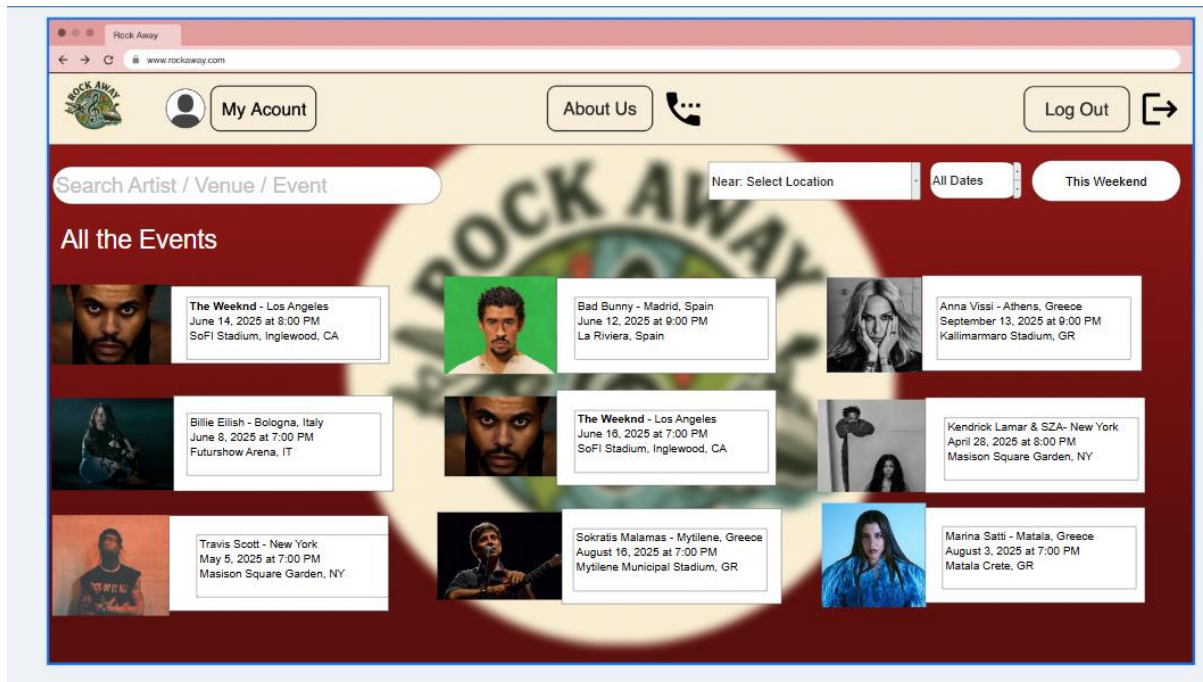 Rock Away
www.rockaway.com
ROCK AWAY
My Acount
About Us
Log Out
Search Artist / Venue / Event
Near: Select Location
All Dates
This Weekend
ROCK AWAY
All the Events
The Weeknd - Los Angeles
June 14, 2025 at 8:00 PM
SoFI Stadium, Inglewood, CA
Bad Bunny - Madrid, Spain
June 12, 2025 at 9:00 PM
La Riviera, Spain
Anna Vissi - Athens, Greece
September 13, 2025 at 9:00 PM
Kallimarmaro Stadium, GR
Billie Eilish - Bologna, Italy
June 8, 2025 at 7:00 PM
Futurshow Arena, IT
The Weeknd - Los Angeles
June 16, 2025 at 7:00 PM
SoFI Stadium, Inglewood, CA
Kendrick Lamar & SZA- New York
April 28, 2025 at 8:00 PM
Masison Square Garden, NY
Travis Scott - New York
May 5, 2025 at 7:00 PM
Masison Square Garden, NY
Sokratis Malamas - Mytilene, Greece
August 16, 2025 at 7:00 PM
Mytilene Municipal Stadium, GR
Marina Satti - Matala, Greece
August 3, 2025 at 7:00 PM
Matala Crete, GR